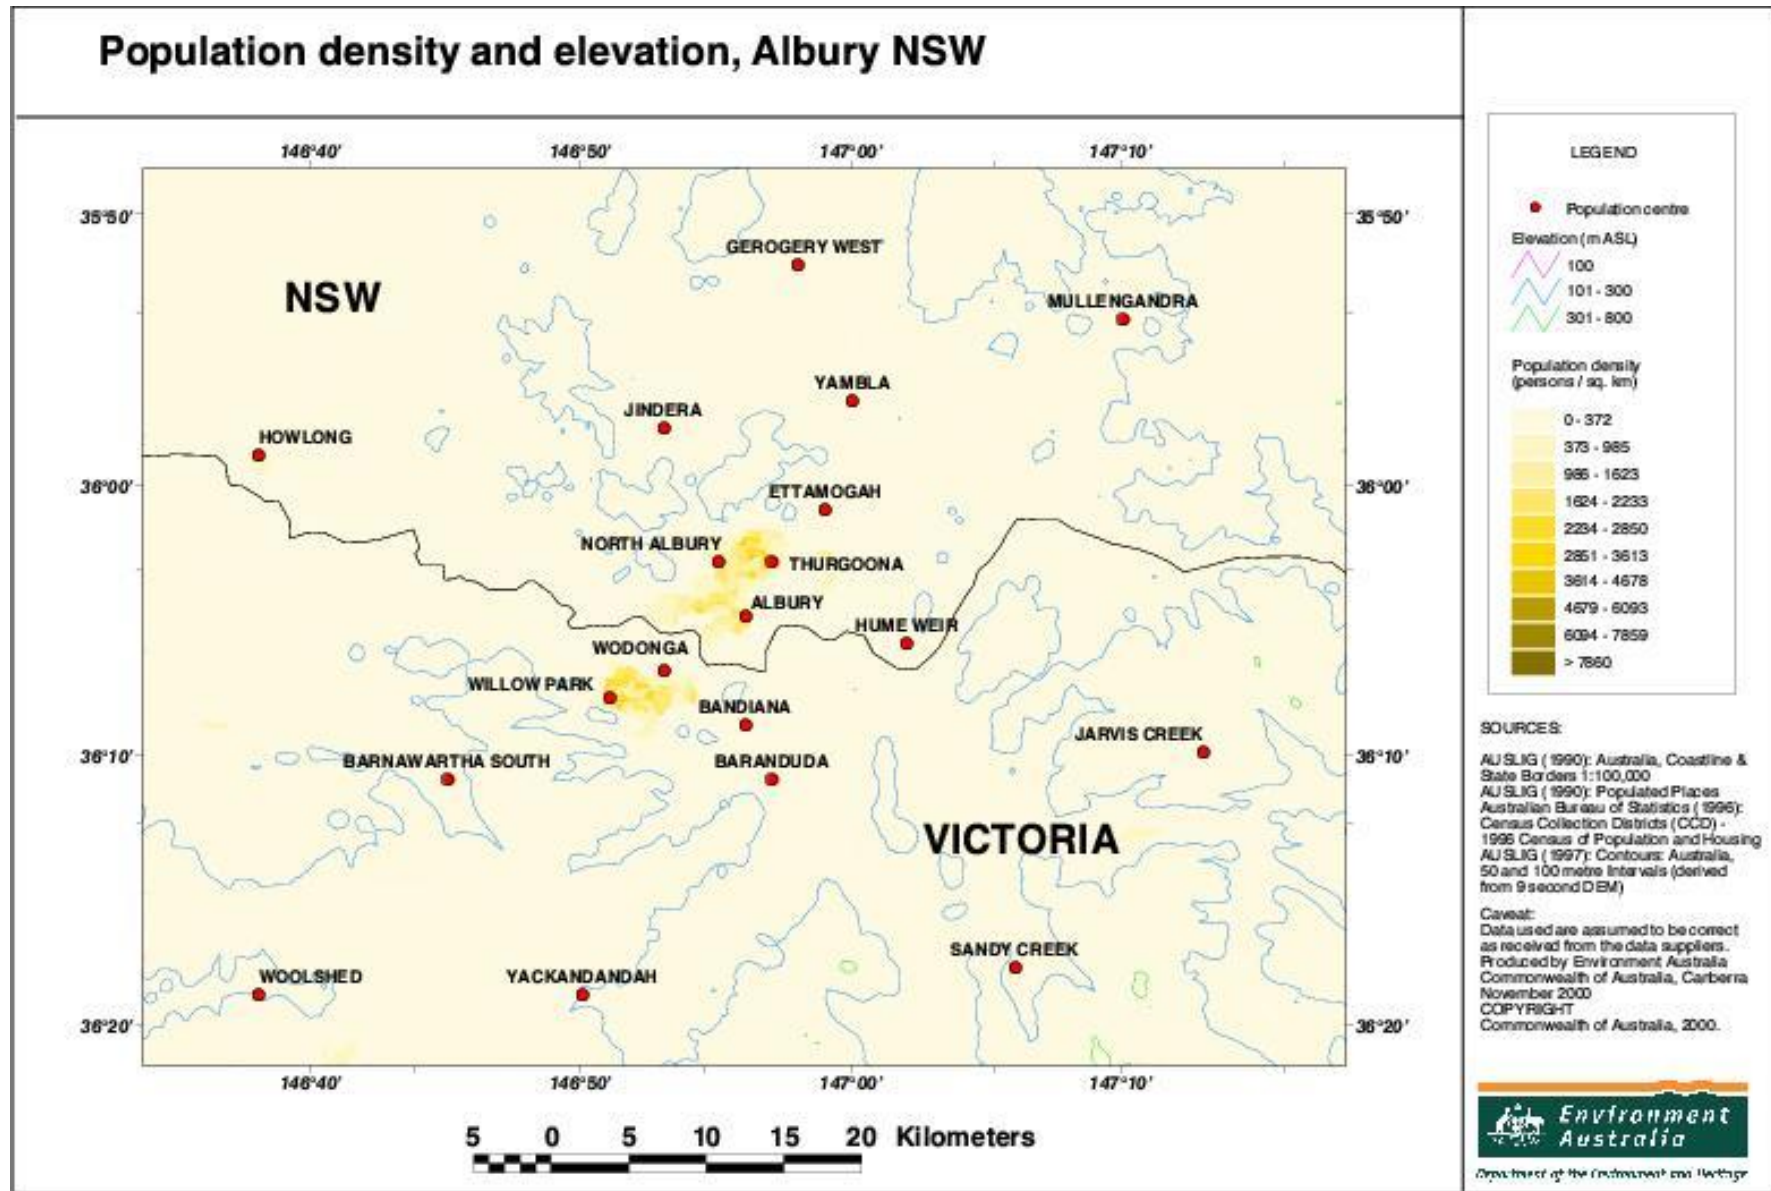 Population density and elevation, Albury NSW
146°40' 146°50' 147°00' 147°10'
35°50' 35°50'
GEROGERY WEST
NSW
MULLENGANDRA
YAMBLA
JINDERA
HOWLONG
36°00' 36°00'
ETTAMOGAH
NORTH ALBURY
THURGOONA
ALBURY
HUME WEIR
WODONGA
WILLOW PARK
BANDIANA
JARVIS CREEK
36°10' 36°10'
BARNAWARTHA SOUTH
BARANDUDA
VICTORIA
SANDY CREEK
WOOLSHED
YACKANDANDAH
36°20' 36°20'
146°40' 146°50' 147°00' 147°10'
5 0 5 10 15 20 Kilometers
LEGEND
Population centre
Elevation (m ASL)
100
101 - 300
301 - 800
Population density
(persons / sq. km)
0 - 372
373 - 985
986 - 1623
1624 - 2233
2234 - 2850
2851 - 3613
3614 - 4678
4679 - 6093
6094 - 7859
> 7860
SOURCES:
AUSLIG (1990): Australia, Coastline &
State Borders 1:100,000
AUSLIG (1990): Populated Places
Australian Bureau of Statistics (1996):
Census Collection Districts (CCD) -
1996 Census of Population and Housing
AUSLIG (1997): Contours: Australia,
50 and 100 metre Intervals (derived
from 9 second DEM)
Caveat:
Data used are assumed to be correct
as received from the data suppliers.
Produced by Environment Australia
Commonwealth of Australia, Canberra
November 2000
COPYRIGHT
Commonwealth of Australia, 2000.
Environment
Australia
Department of the Environment and Heritage